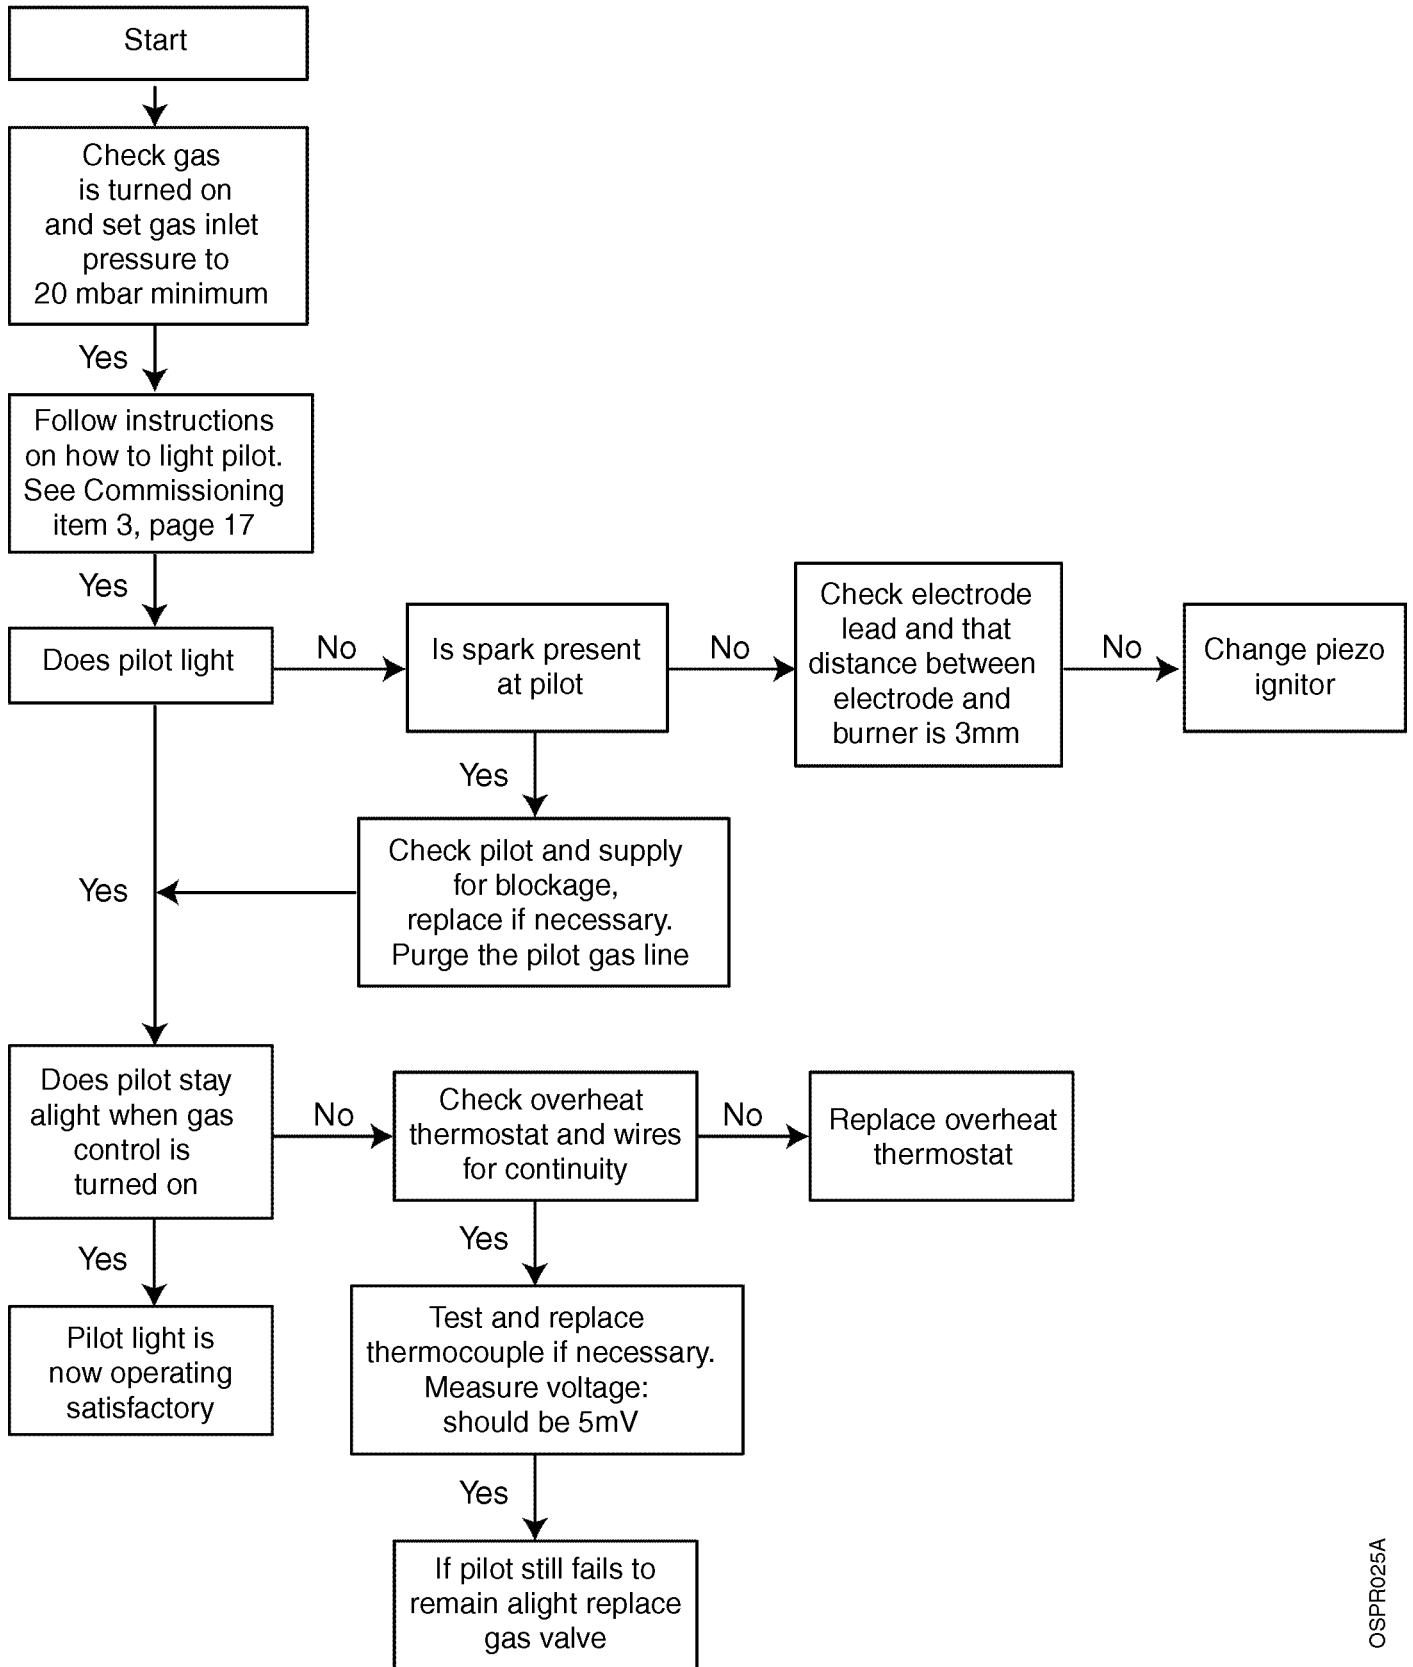 Start
Check gas
is turned on
and set gas inlet
pressure to
20 mbar minimum
Yes
Follow instructions
on how to light pilot.
See Commissioning
item 3, page 17
Yes
Does pilot light
No
Is spark present
at pilot
No
Check electrode
lead and that
distance between
electrode and
burner is 3mm
No
Change piezo
ignitor
Yes
Check pilot and supply
for blockage,
replace if necessary.
Purge the pilot gas line
Yes
Does pilot stay
alight when gas
control is
turned on
No
Check overheat
thermostat and wires
for continuity
No
Replace overheat
thermostat
Yes
Pilot light is
now operating
satisfactory
Yes
Test and replace
thermocouple if necessary.
Measure voltage:
should be 5mV
Yes
If pilot still fails to
remain alight replace
gas valve
OSPR025A